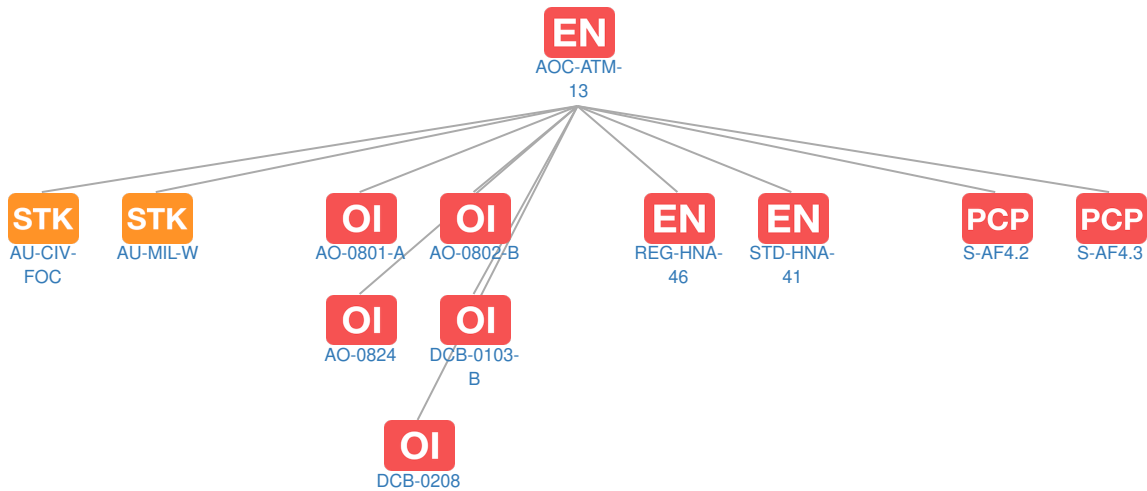 EN
AOC-ATM-
13
STK
AU-CIV-
FOC
STK
AU-MIL-W
OI
AO-0801-A
OI
AO-0802-B
EN
REG-HNA-
46
EN
STD-HNA-
41
PCP
S-AF4.2
PCP
S-AF4.3
OI
AO-0824
OI
DCB-0103-
B
OI
DCB-0208